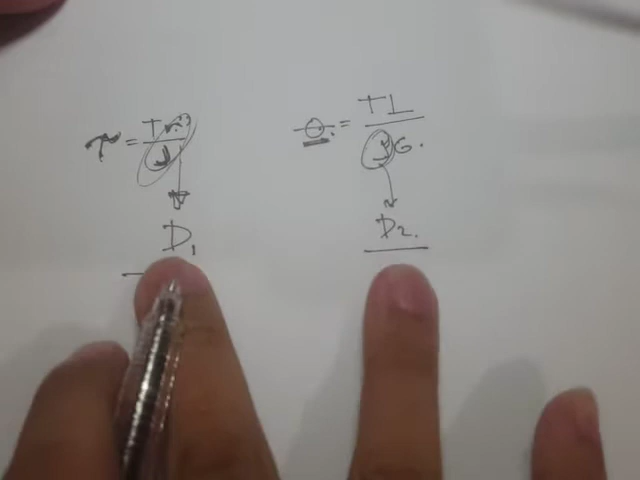 τ = Tr/J
θ = TL/JG.
D1
D2.